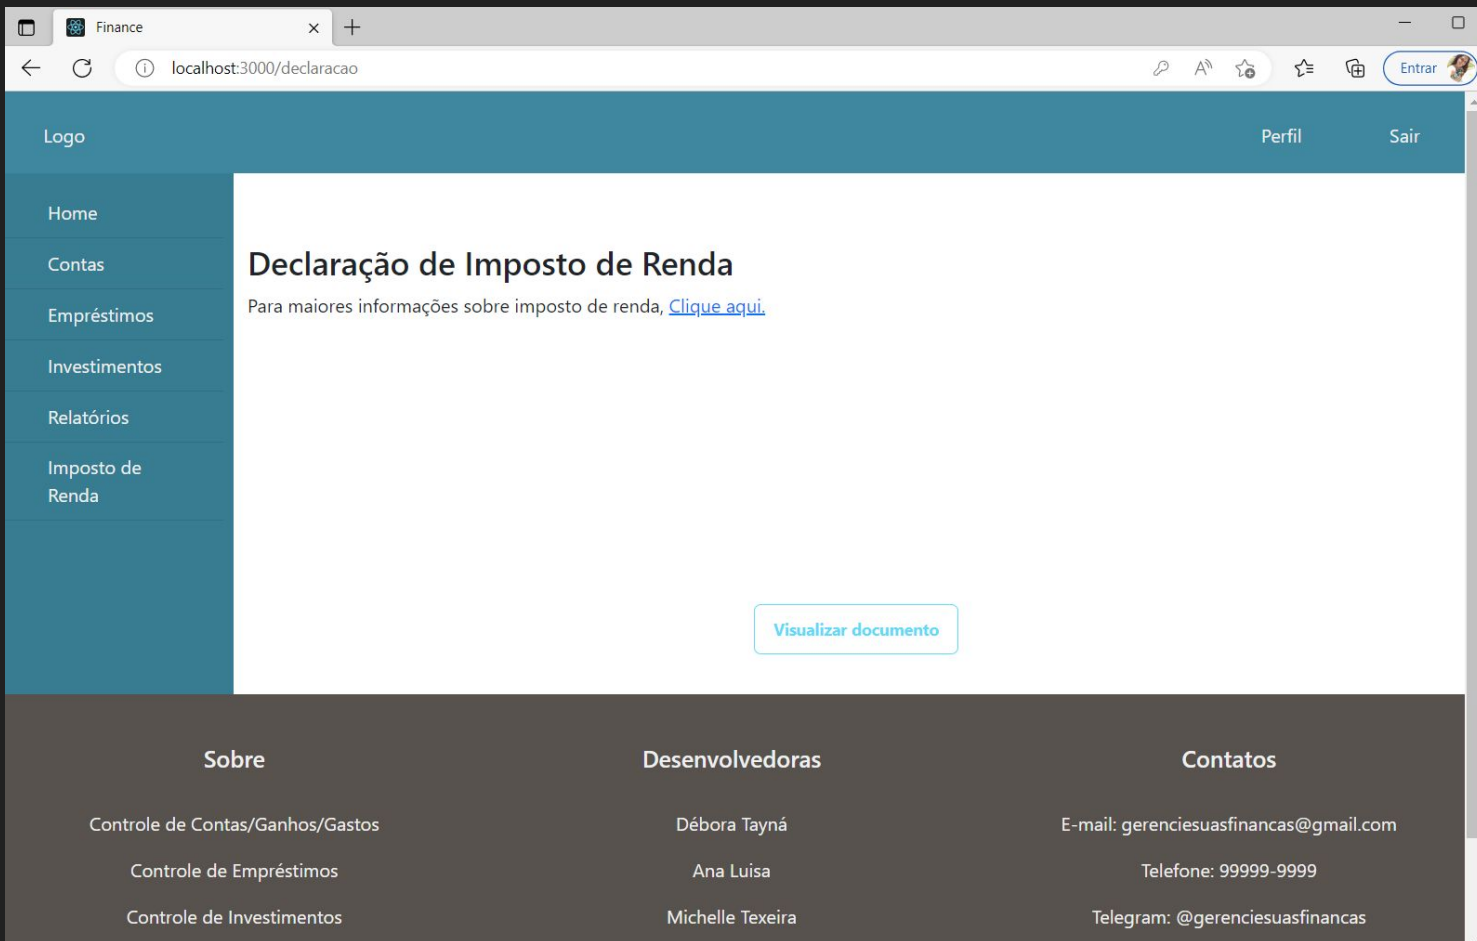 Finance
localhost:3000/declaracao
Entrar
Logo
Perfil
Sair
Home
Contas
Empréstimos
Investimentos
Relatórios
Imposto de
Renda
Declaração de Imposto de Renda
Para maiores informações sobre imposto de renda, Clique aqui.
Visualizar documento
Sobre
Controle de Contas/Ganhos/Gastos
Controle de Empréstimos
Controle de Investimentos
Desenvolvedoras
Débora Tayná
Ana Luisa
Michelle Texeira
Contatos
E-mail: gerenciesuasfinancas@gmail.com
Telefone: 99999-9999
Telegram: @gerenciesuasfinancas